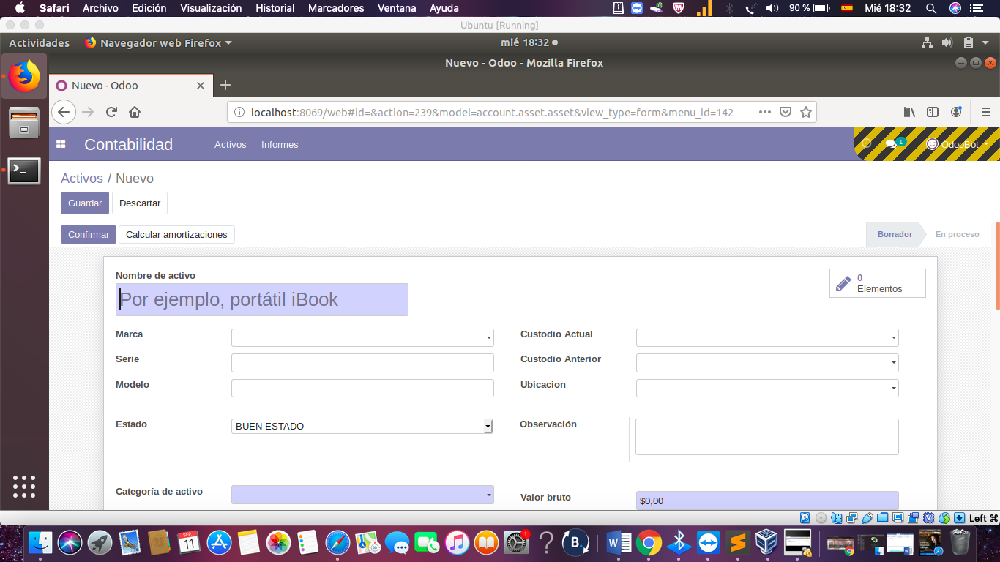 Safari Archivo Edición Visualización Historial Marcadores Ventana Ayuda 90 % Mié 18:32
Ubuntu [Running]
Actividades Navegador web Firefox mié 18:32
Nuevo - Odoo - Mozilla Firefox
Nuevo - Odoo
localhost:8069/web#id=&action=239&model=account.asset.asset&view_type=form&menu_id=142
Contabilidad Activos Informes 1 OdooBot
Activos / Nuevo
Guardar Descartar
Confirmar Calcular amortizaciones Borrador En proceso
Nombre de activo
0
Elementos
Por ejemplo, portátil iBook
Marca Custodio Actual
Serie Custodio Anterior
Modelo Ubicacion
Estado BUEN ESTADO Observación
Categoría de activo Valor bruto $0,00
Left ⌘
SEP. 11 1 B.